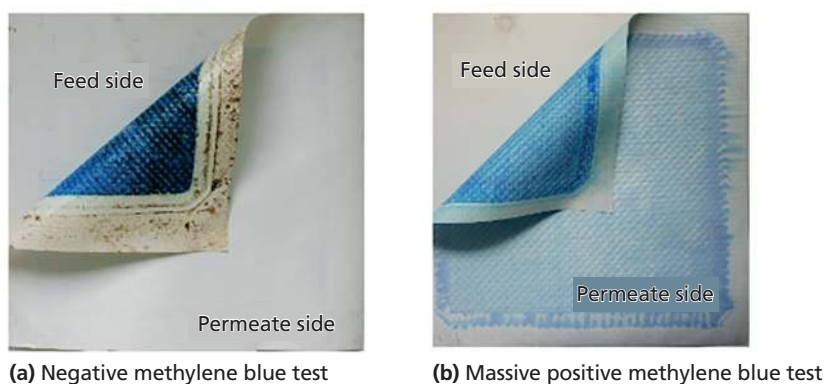 Feed side
Permeate side
(a) Negative methylene blue test
Feed side
Permeate side
(b) Massive positive methylene blue test